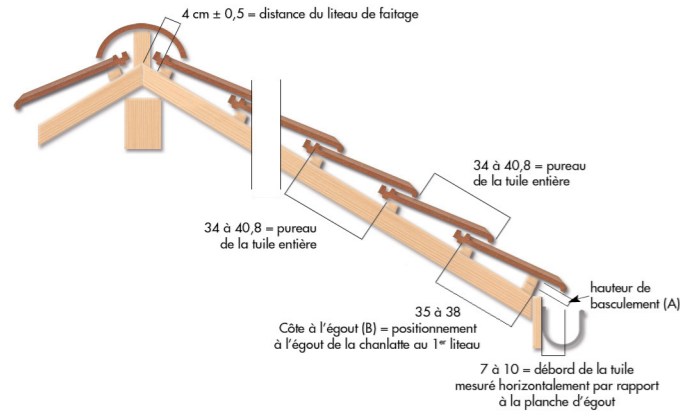 4 cm ± 0,5 = distance du liteau de faitage
34 à 40,8 = pureau
de la tuile entière
34 à 40,8 = pureau
de la tuile entière
hauteur de
basculement (A)
35 à 38
Côte à l'égout (B) = positionnement
à l'égout de la chanlatte au 1er liteau
7 à 10 = débord de la tuile
mesuré horizontalement par rapport
à la planche d'égout